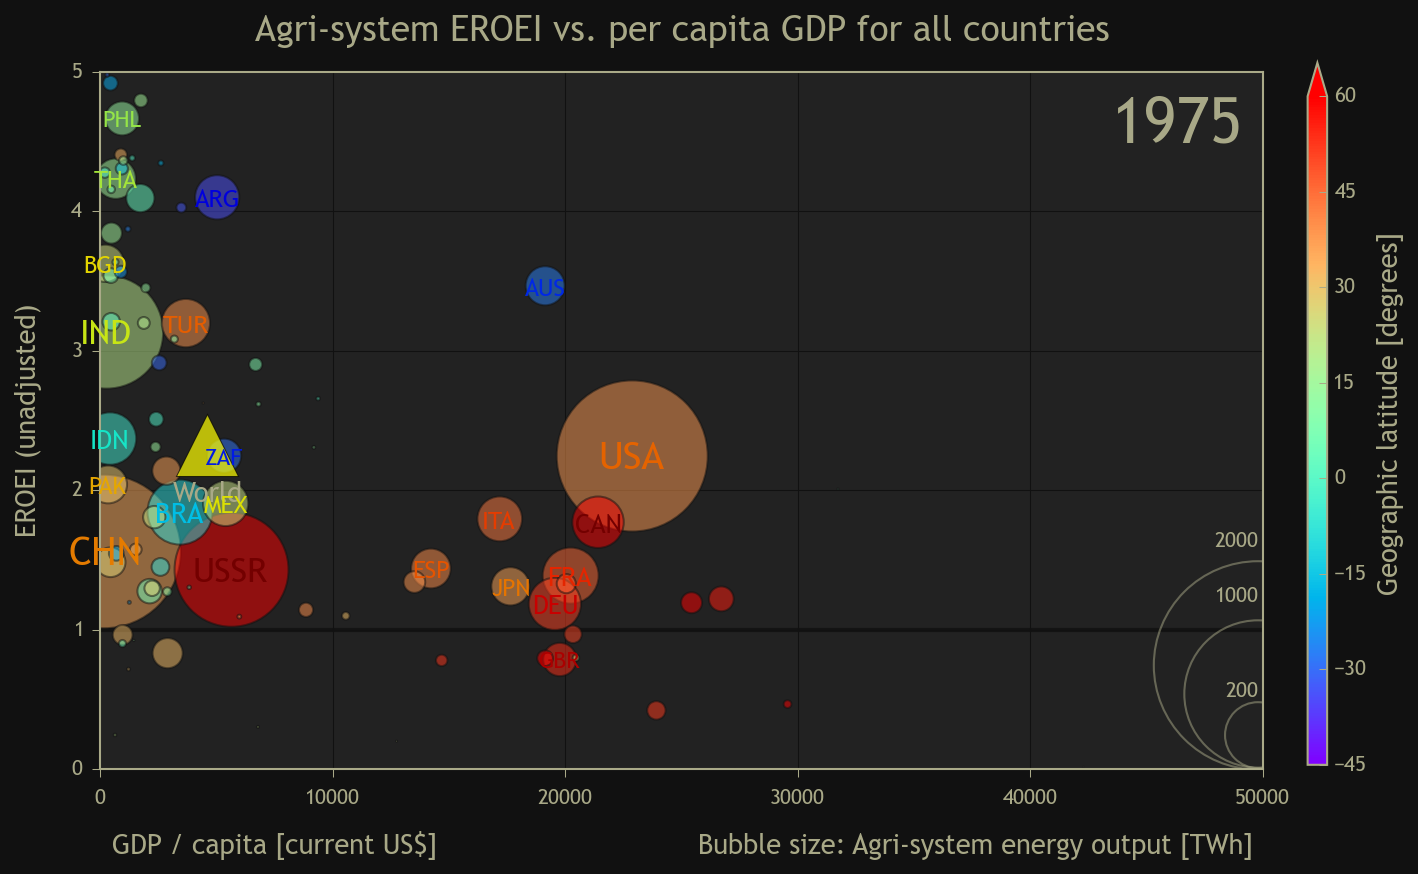 Agri-system EROEI vs. per capita GDP for all countries
1975
EROEI (unadjusted)
5
4
3
2
1
0
PHL
THA
ARG
BGD
AUS
IND
TUR
IDN
ZAF
USA
PAK
World
MEX
BRA
ITA
CAN
CHN
USSR
ESP
JPN
FRA
DEU
GBR
2000
1000
200
0
10000
20000
30000
40000
50000
GDP / capita [current US$]
Bubble size: Agri-system energy output [TWh]
60
45
30
15
0
−15
−30
−45
Geographic latitude [degrees]